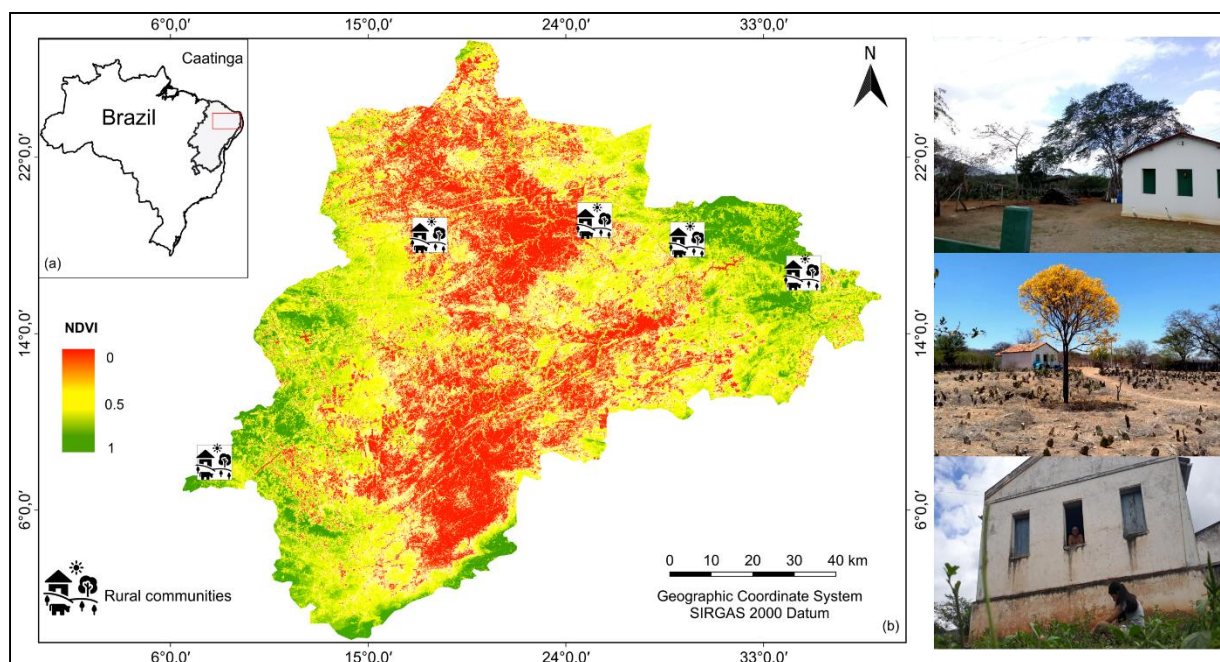 6°0,0' 15°0,0' 24°0,0' 33°0,0'
Caatinga
Brazil
(a)
N
22°0,0' 22°0,0'
14°0,0' 14°0,0'
6°0,0' 6°0,0'
NDVI
0
0.5
1
Rural communities
0 10 20 30 40 km
Geographic Coordinate System
SIRGAS 2000 Datum
(b)
6°0,0' 15°0,0' 24°0,0' 33°0,0'